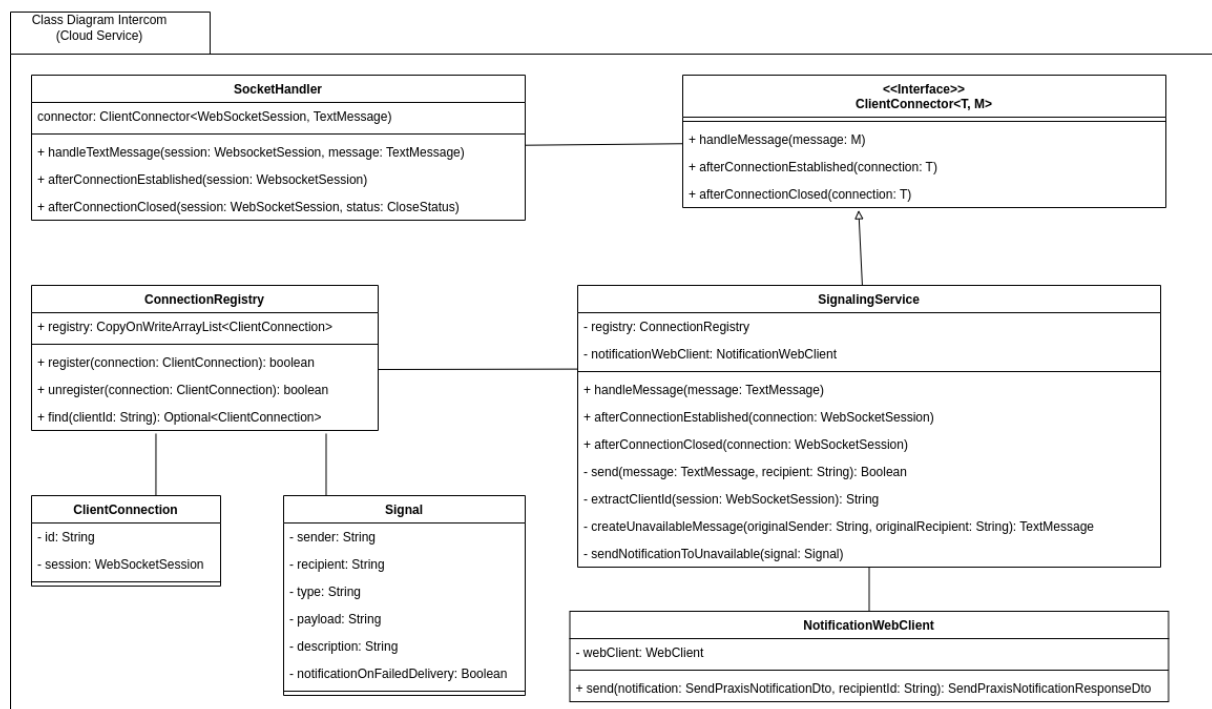 Class Diagram Intercom
(Cloud Service)
SocketHandler
connector: ClientConnector<WebSocketSession, TextMessage)
+ handleTextMessage(session: WebsocketSession, message: TextMessage)
+ afterConnectionEstablished(session: WebsocketSession)
+ afterConnectionClosed(session: WebSocketSession, status: CloseStatus)
<<Interface>>
ClientConnector<T, M>
+ handleMessage(message: M)
+ afterConnectionEstablished(connection: T)
+ afterConnectionClosed(connection: T)
ConnectionRegistry
+ registry: CopyOnWriteArrayList<ClientConnection>
+ register(connection: ClientConnection): boolean
+ unregister(connection: ClientConnection): boolean
+ find(clientId: String): Optional<ClientConnection>
SignalingService
- registry: ConnectionRegistry
- notificationWebClient: NotificationWebClient
+ handleMessage(message: TextMessage)
+ afterConnectionEstablished(connection: WebSocketSession)
+ afterConnectionClosed(connection: WebSocketSession)
- send(message: TextMessage, recipient: String): Boolean
- extractClientId(session: WebSocketSession): String
- createUnavailableMessage(originalSender: String, originalRecipient: String): TextMessage
- sendNotificationToUnavailable(signal: Signal)
ClientConnection
- id: String
- session: WebSocketSession
Signal
- sender: String
- recipient: String
- type: String
- payload: String
- description: String
- notificationOnFailedDelivery: Boolean
NotificationWebClient
- webClient: WebClient
+ send(notification: SendPraxisNotificationDto, recipientId: String): SendPraxisNotificationResponseDto